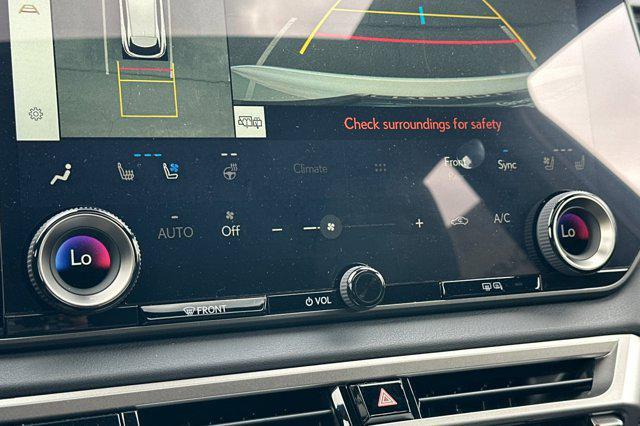 Check surroundings for safety
Climate
Front
Sync
AUTO
Off
A/C
Lo
Lo
FRONT
VOL